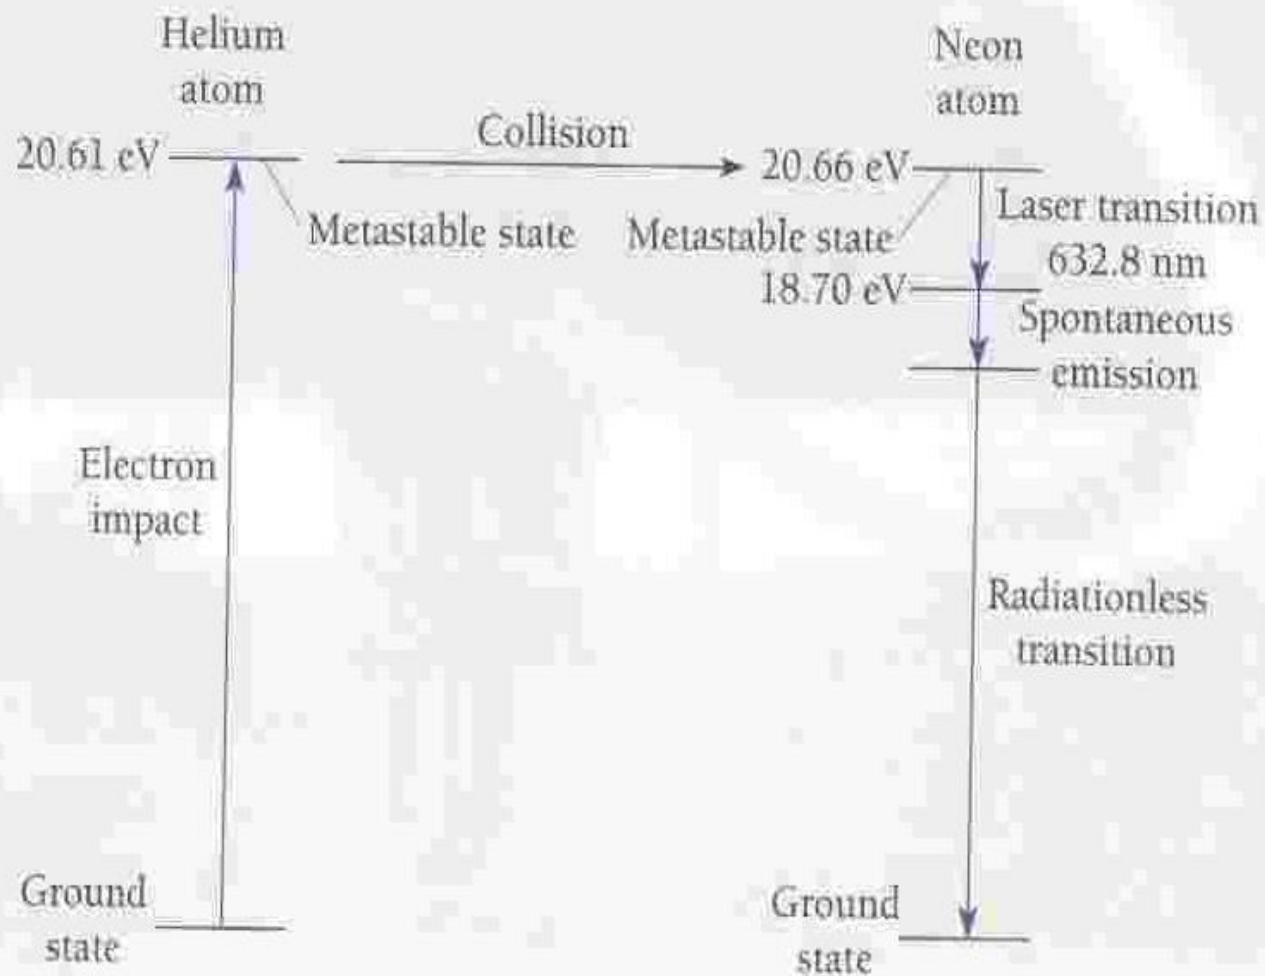 Helium
atom
Neon
atom
20.61 eV
Collision
20.66 eV
Metastable state
Metastable state
Laser transition
632.8 nm
18.70 eV
Spontaneous
emission
Electron
impact
Radiationless
transition
Ground
state
Ground
state